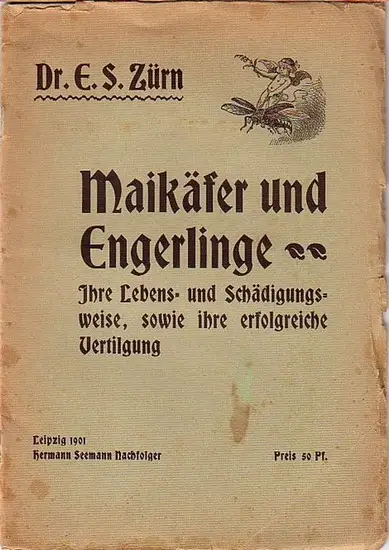 Dr. E. S. Zürn
Maikäfer und
Engerlinge
Ihre Lebens- und Schädigungs-
weise, sowie ihre erfolgreiche
Vertilgung
Leipzig 1901
Hermann Seemann Nachfolger
Preis 50 Pf.